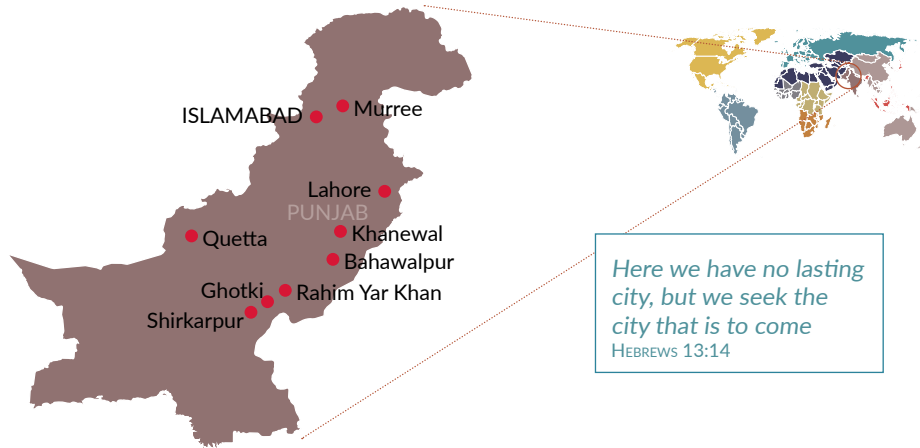 ISLAMABAD
Murree
Lahore
PUNJAB
Khanewal
Quetta
Bahawalpur
Ghotki
Rahim Yar Khan
Shirkarpur
Here we have no lasting
city, but we seek the
city that is to come
HEBREWS 13:14